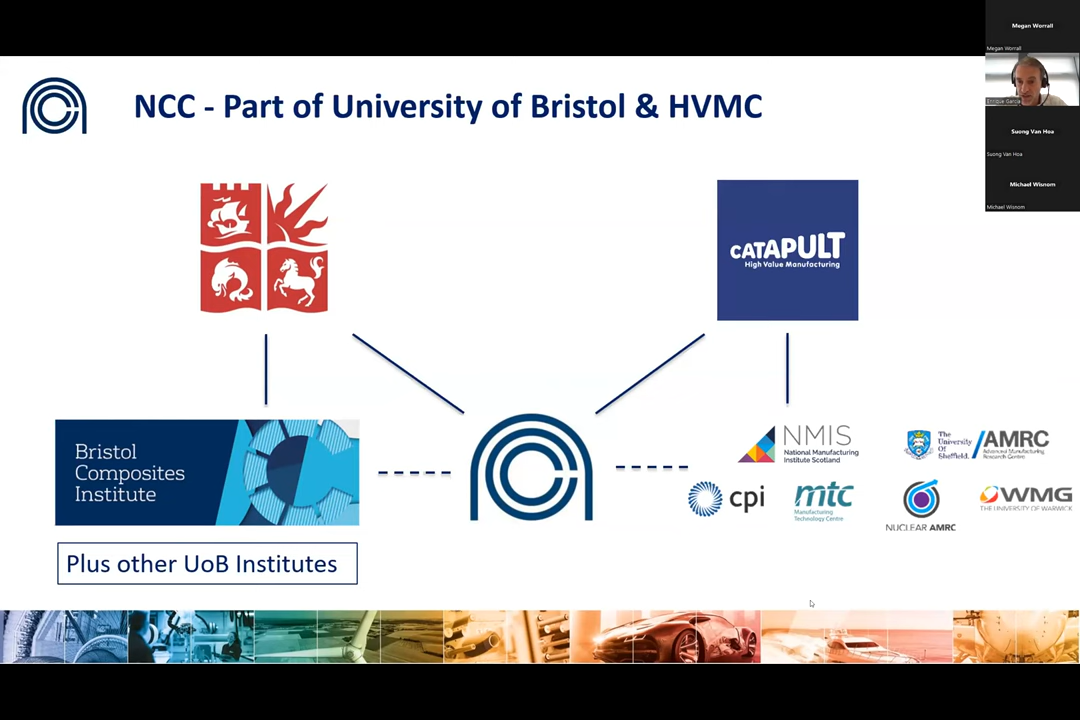 NCC - Part of University of Bristol & HVMC
Megan Worrall
Megan Worrall
Enrique Garcia
Suong Van Hoa
Suong Van Hoa
Michael Wisnom
Michael Wisnom
CATAPULT
High Value Manufacturing
Bristol
Composites
Institute
NMIS
National Manufacturing
Institute Scotland
The
University
Of
Sheffield.
AMRC
Advanced Manufacturing
Research Centre
cpi
mtc
Manufacturing
Technology Centre
NUCLEAR AMRC
WMG
THE UNIVERSITY OF WARWICK
Plus other UoB Institutes